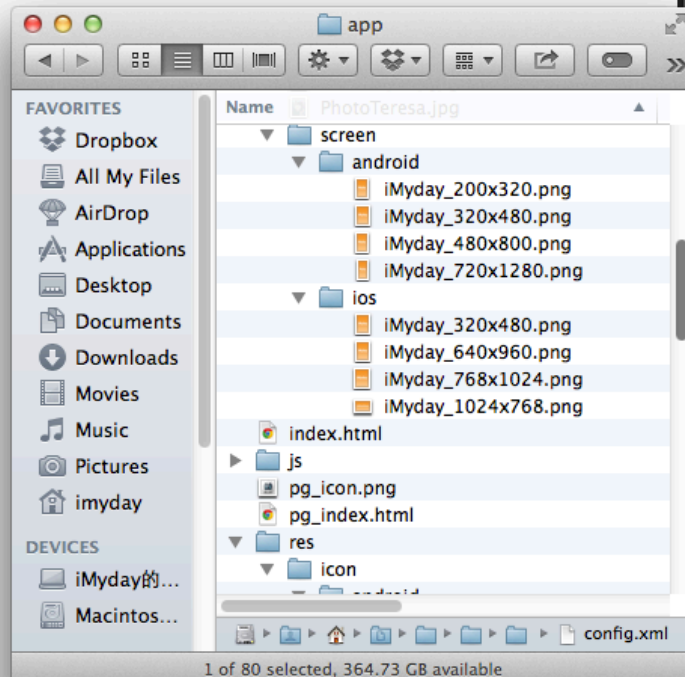 app
FAVORITES
Dropbox
All My Files
AirDrop
Applications
Desktop
Documents
Downloads
Movies
Music
Pictures
imyday
DEVICES
iMyday的...
Macintos...
Name PhotoTeresa.jpg
screen
android
iMyday_200x320.png
iMyday_320x480.png
iMyday_480x800.png
iMyday_720x1280.png
ios
iMyday_320x480.png
iMyday_640x960.png
iMyday_768x1024.png
iMyday_1024x768.png
index.html
js
pg_icon.png
pg_index.html
res
icon
android
config.xml
1 of 80 selected, 364.73 GB available